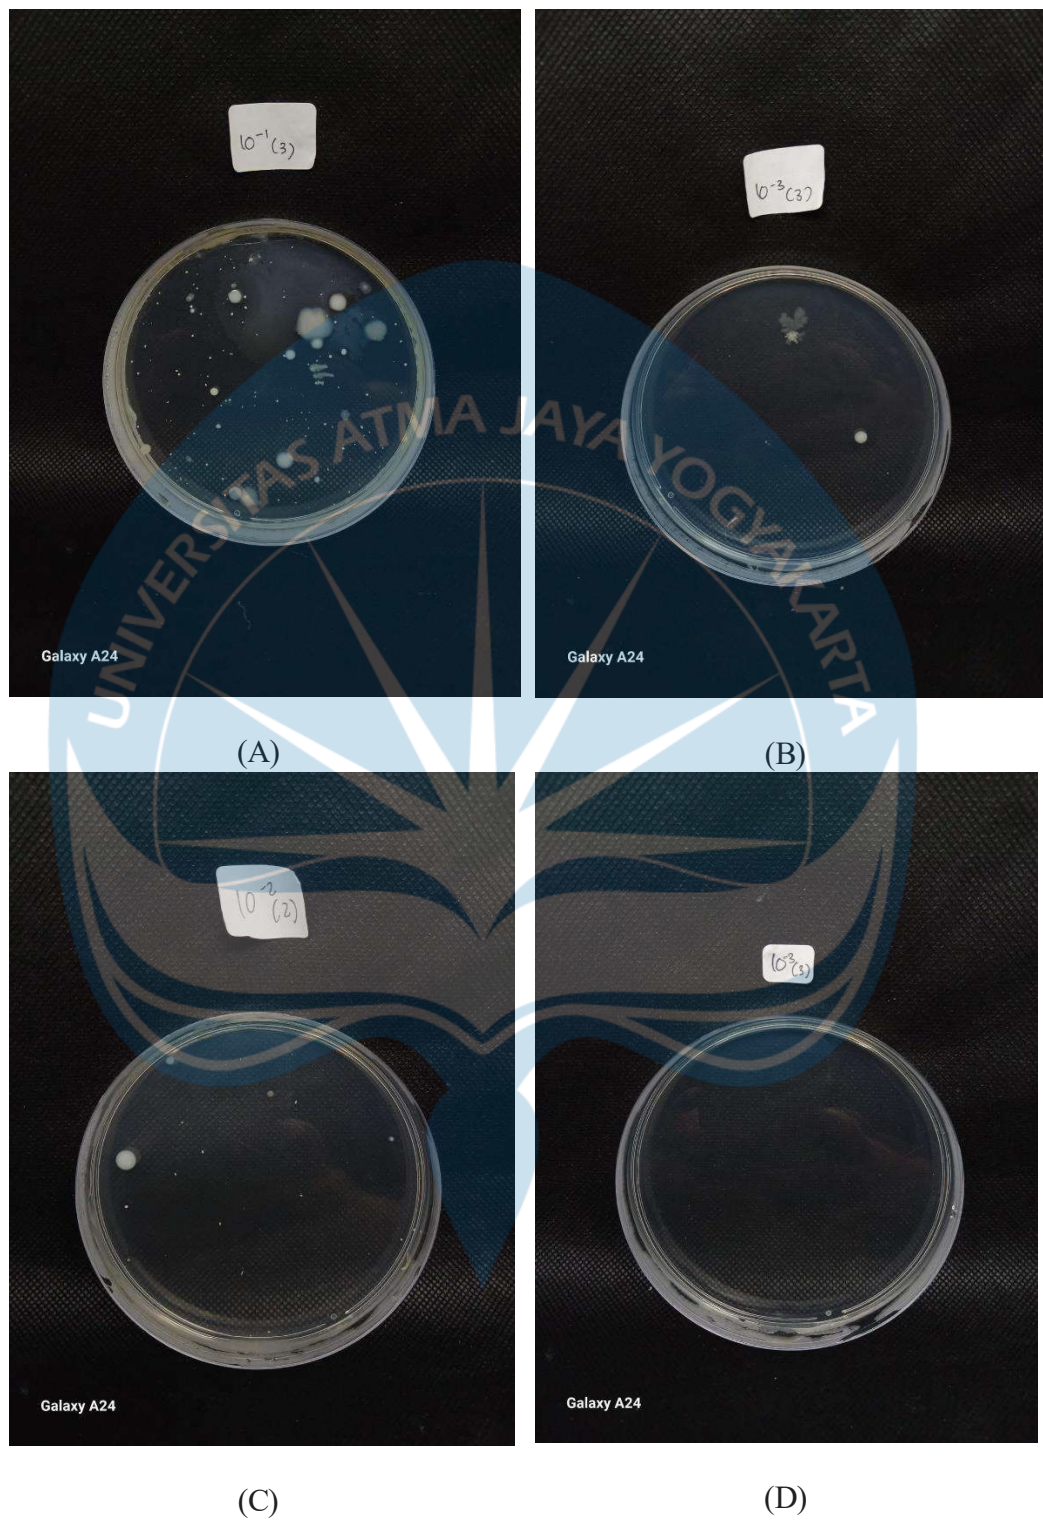 10⁻¹ (3)
10⁻³ (3)
UNIVERSITAS ATMA JAYA YOGYAKARTA
Galaxy A24
Galaxy A24
(A)
(B)
10⁻² (2)
10⁻³ (3)
Galaxy A24
Galaxy A24
(C)
(D)